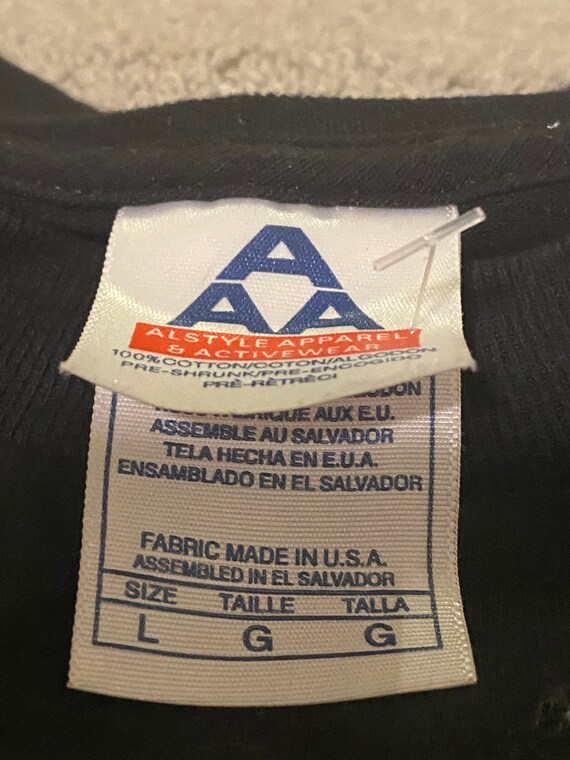 A
A A
ALSTYLE APPAREL
& ACTIVEWEAR
100% COTTON/COTON/ALGODON
PRE-SHRUNK/PRE-ENCOGIDO
PRÉ-RÉTRÉCI
AUX E.U.
ASSEMBLE AU SALVADOR
TELA HECHA EN E.U.A.
ENSAMBLADO EN EL SALVADOR
FABRIC MADE IN U.S.A.
ASSEMBLED IN EL SALVADOR
SIZE TAILLE TALLA
L G G